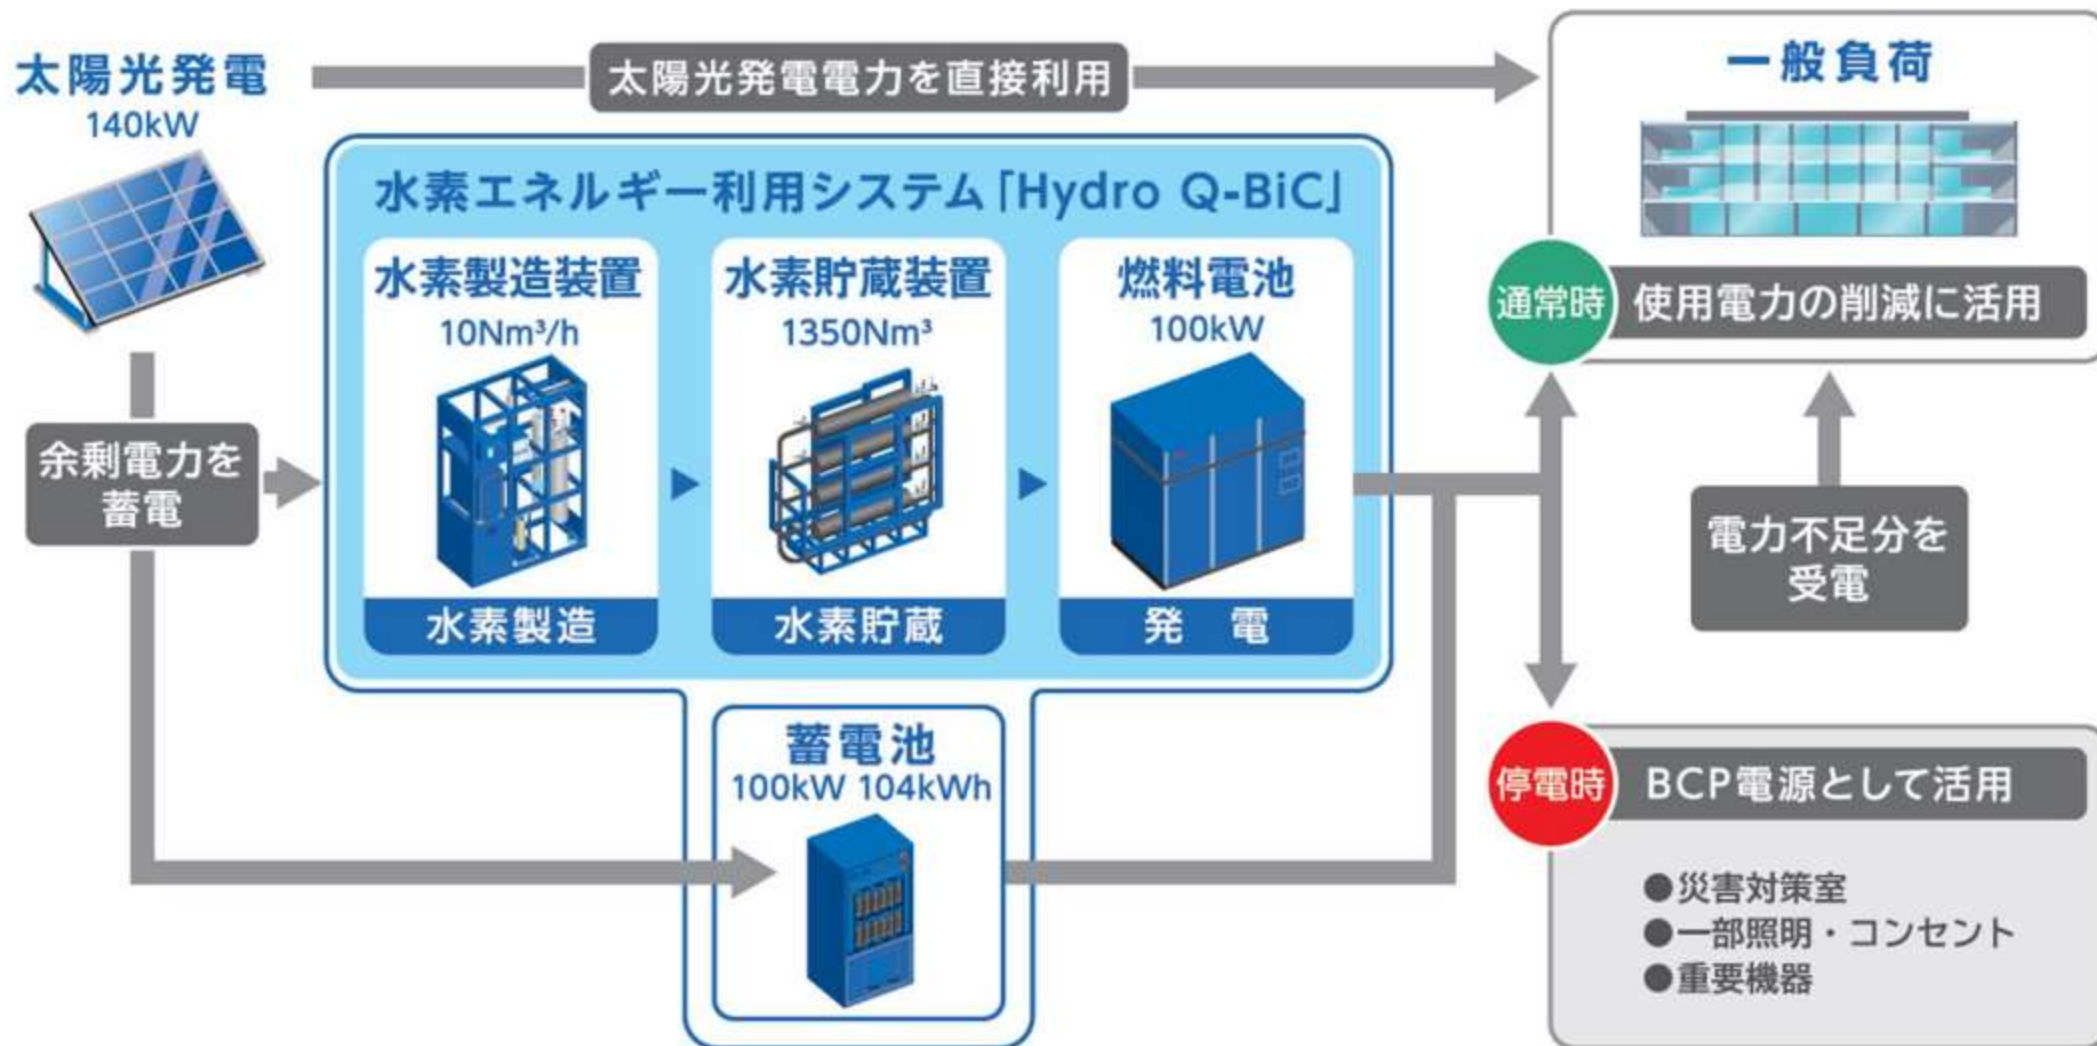 太陽光発電
140kW
太陽光発電電力を直接利用
一般負荷
水素エネルギー利用システム「Hydro Q-BiC」
水素製造装置
10Nm³/h
水素製造
水素貯蔵装置
1350Nm³
水素貯蔵
燃料電池
100kW
発 電
余剰電力を
蓄電
蓄電池
100kW 104kWh
通常時
使用電力の削減に活用
電力不足分を
受電
停電時
BCP電源として活用
●災害対策室
●一部照明・コンセント
●重要機器